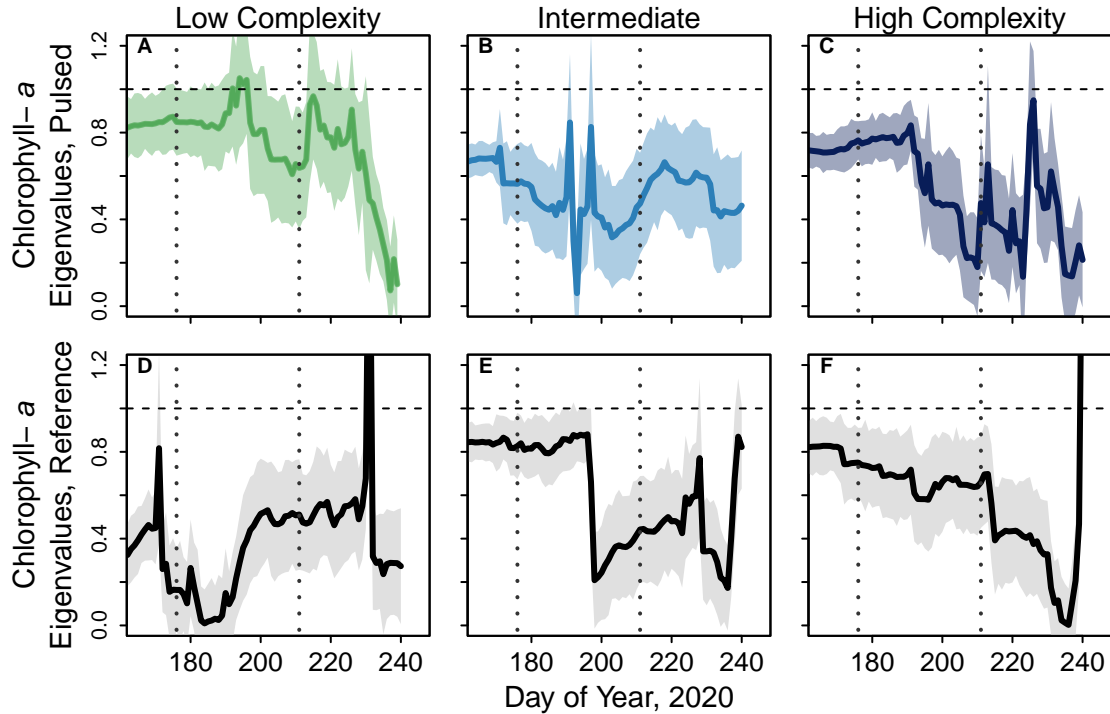 Low Complexity Intermediate High Complexity
A B C
Chlorophyll− a
Eigenvalues, Pulsed
1.2
0.8
0.4
0.0
D E F
Chlorophyll− a
Eigenvalues, Reference
1.2
0.8
0.4
0.0
180 200 220 240 180 200 220 240 180 200 220 240
Day of Year, 2020